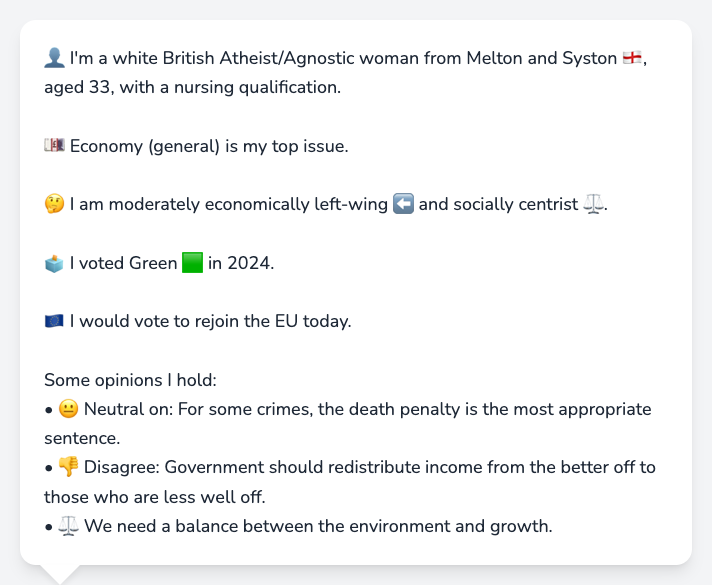 👤 I'm a white British Atheist/Agnostic woman from Melton and Syston 🏴󠁧󠁢󠁥󠁮󠁧󠁿,
aged 33, with a nursing qualification.
💷 Economy (general) is my top issue.
🤔 I am moderately economically left-wing ⬅️ and socially centrist ⚖️.
🗳️ I voted Green 🟩 in 2024.
🇪🇺 I would vote to rejoin the EU today.
Some opinions I hold:
• 😐 Neutral on: For some crimes, the death penalty is the most appropriate
sentence.
• 👎 Disagree: Government should redistribute income from the better off to
those who are less well off.
• ⚖️ We need a balance between the environment and growth.